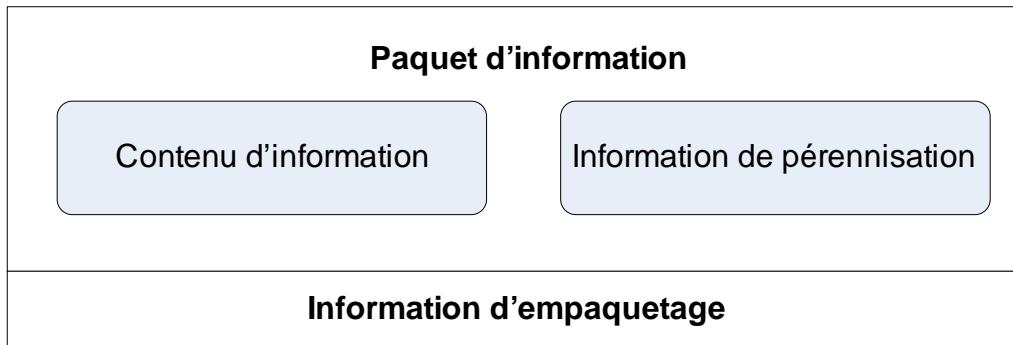 Paquet d’information
Contenu d’information
Information de pérennisation
Information d’empaquetage